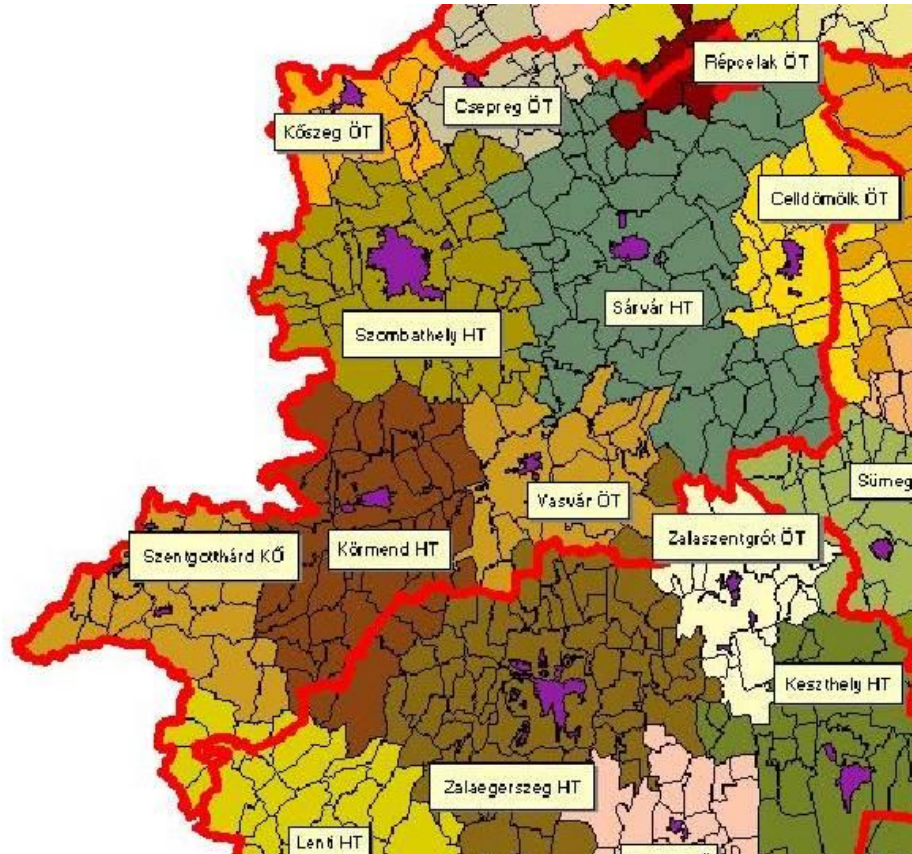 Répcelak ÖT
Csepreg ÖT
Kőszeg ÖT
Celldömölk ÖT
Sárvár HT
Szombathely HT
Sümeg
Vasvár ÖT
Zalaszentgrót ÖT
Körmend HT
Szentgotthárd KÖ
Keszthely HT
Zalaegerszeg HT
Lenti HT